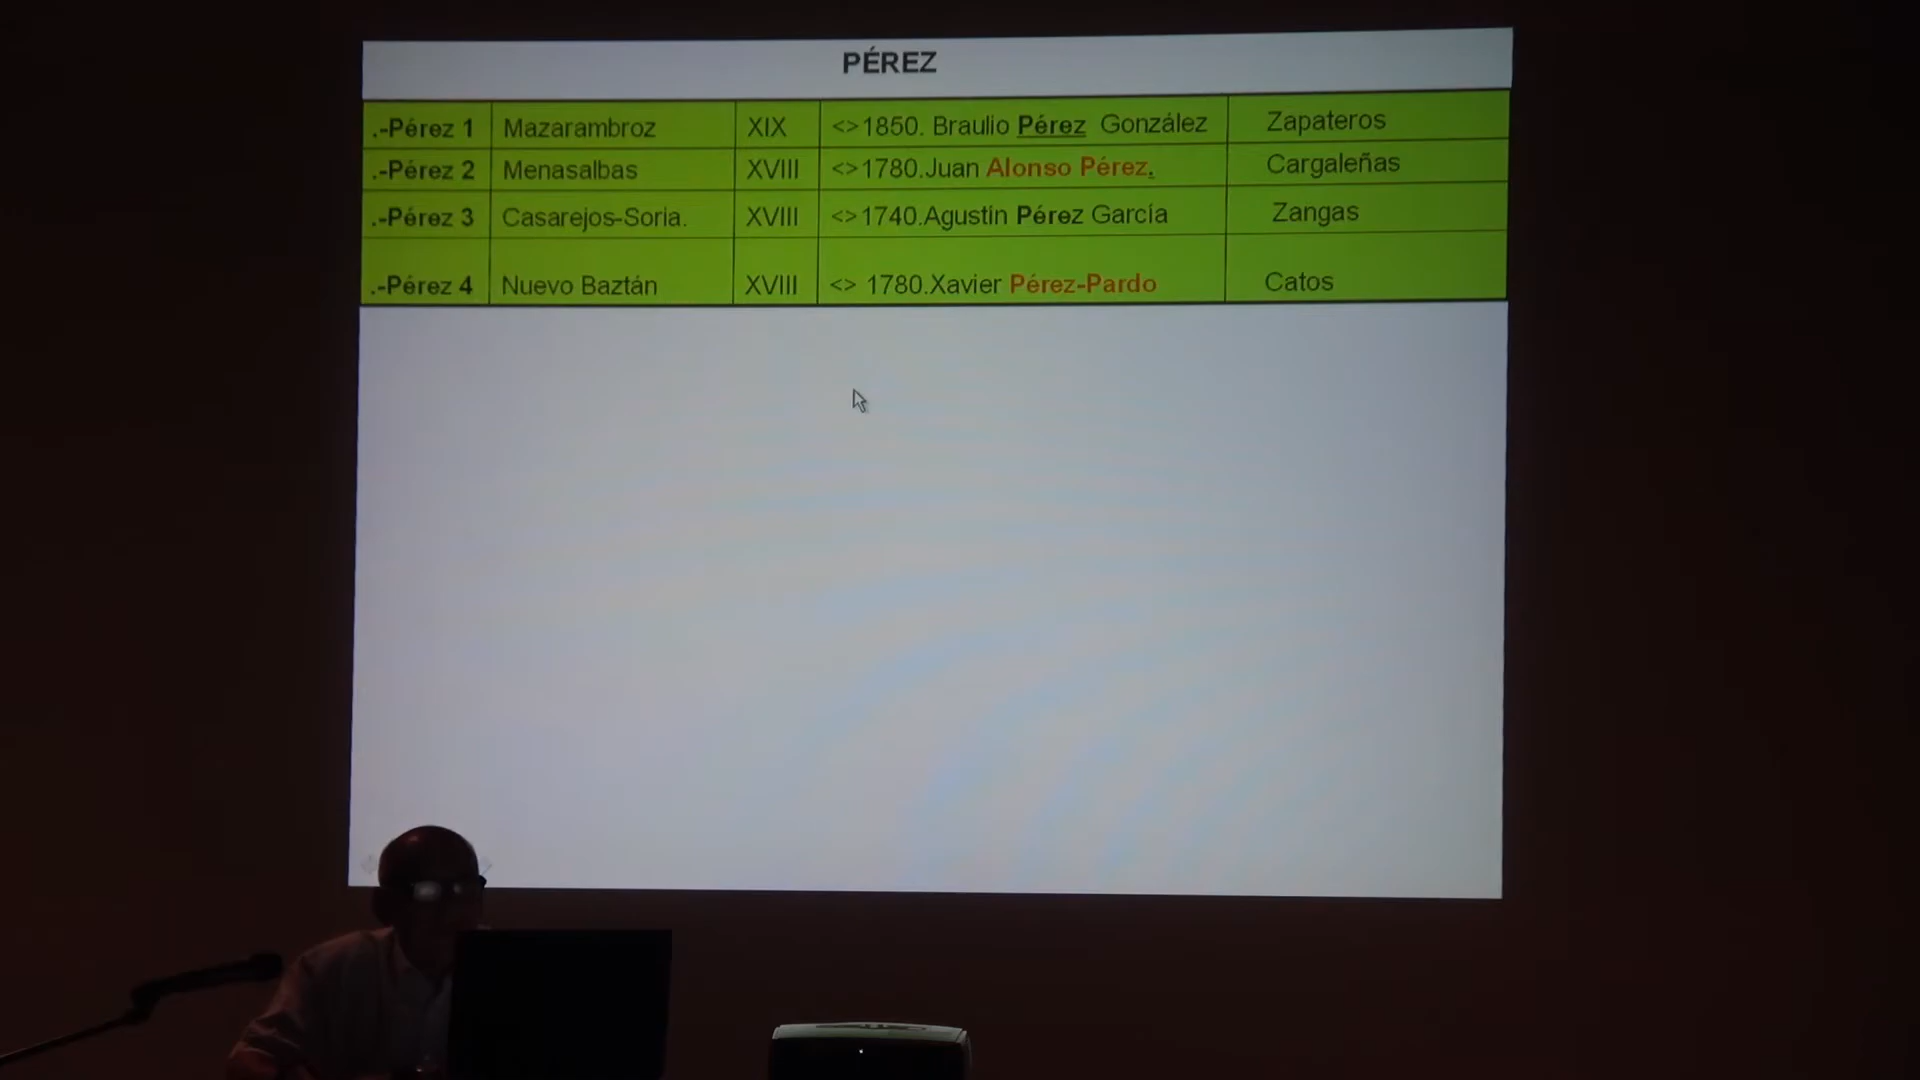 PÉREZ
.-Pérez 1 Mazarambroz XIX <>1850. Braulio Pérez González Zapateros
.-Pérez 2 Menasalbas XVIII <>1780.Juan Alonso Pérez. Cargaleñas
.-Pérez 3 Casarejos-Soria. XVIII <>1740.Agustín Pérez García Zangas
.-Pérez 4 Nuevo Baztán XVIII <> 1780.Xavier Pérez-Pardo Catos